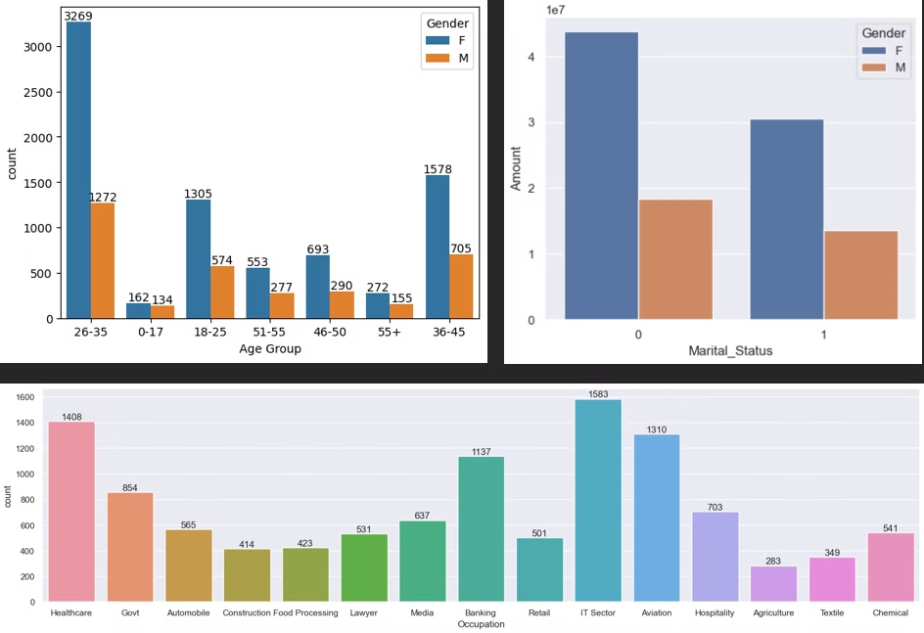 3269
Gender
F
M
3000
2500
2000
1500
1000
500
0
count
1272
162
134
1305
574
553
277
693
290
272
155
1578
705
26-35
0-17
18-25
51-55
46-50
55+
36-45
Age Group
1e7
Gender
F
M
4
3
2
1
0
Amount
0
1
Marital_Status
1600
1400
1200
1000
800
600
400
200
0
count
1408
854
565
414
423
531
637
1137
501
1583
1310
703
283
349
541
Healthcare
Govt
Automobile
Construction
Food Processing
Lawyer
Media
Banking
Retail
IT Sector
Aviation
Hospitality
Agriculture
Textile
Chemical
Occupation